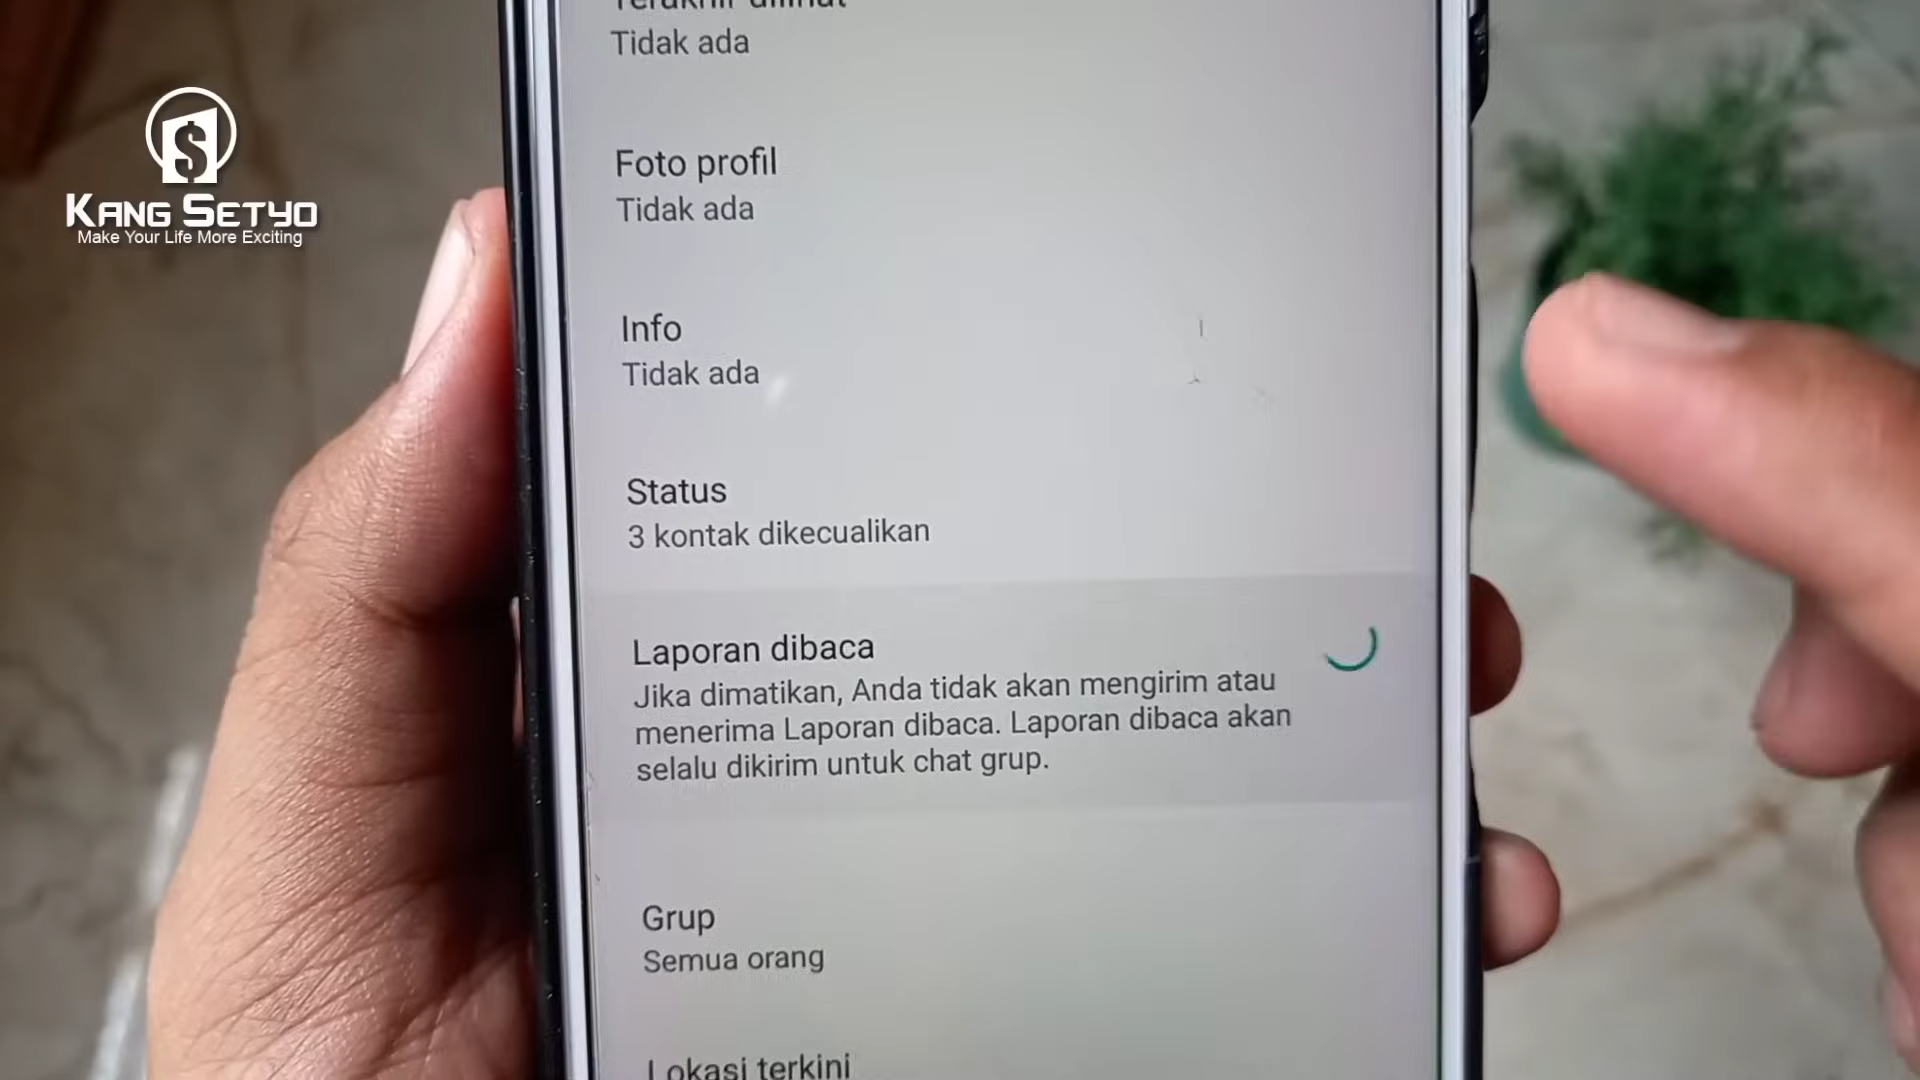 Terakhir dilihat
Tidak ada
Foto profil
Tidak ada
Info
Tidak ada
Status
3 kontak dikecualikan
Laporan dibaca
Jika dimatikan, Anda tidak akan mengirim atau
menerima Laporan dibaca. Laporan dibaca akan
selalu dikirim untuk chat grup.
Grup
Semua orang
Lokasi terkini
$
KANG SETYO
Make Your Life More Exciting